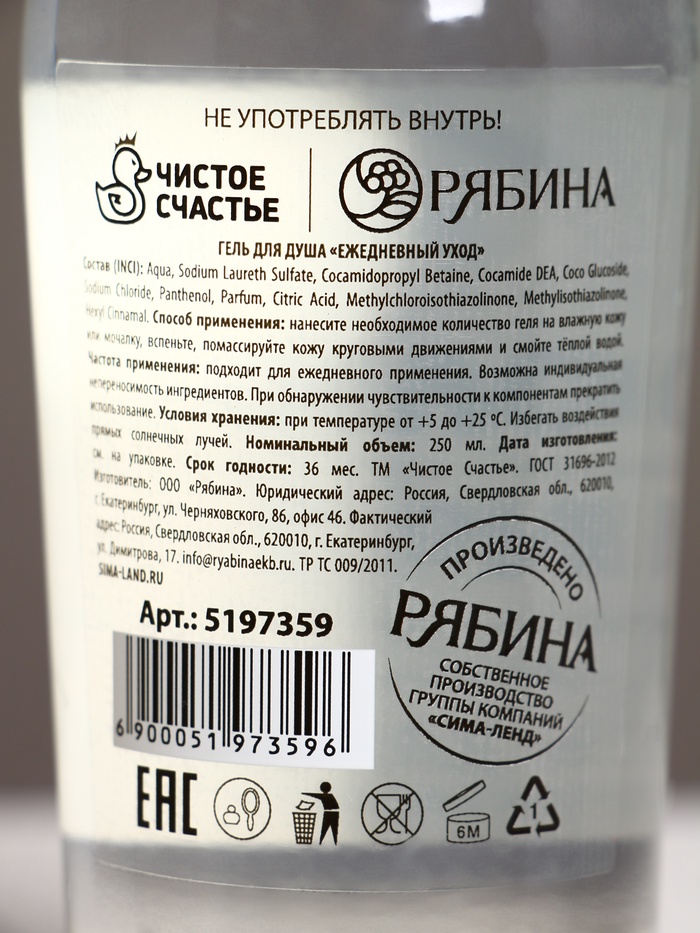 НЕ УПОТРЕБЛЯТЬ ВНУТРЬ!
ЧИСТОЕ
СЧАСТЬЕ
РЯБИНА
ГЕЛЬ ДЛЯ ДУША «ЕЖЕДНЕВНЫЙ УХОД»
Состав (INCI): Aqua, Sodium Laureth Sulfate, Cocamidopropyl Betaine, Cocamide DEA, Coco Glucoside,
Sodium Chloride, Panthenol, Parfum, Citric Acid, Methylchloroisothiazolinone, Methylisothiazolinone,
Hexyl Cinnamal. Способ применения: нанесите необходимое количество геля на влажную кожу
или мочалку, вспеньте, помассируйте кожу круговыми движениями и смойте тёплой водой.
Частота применения: подходит для ежедневного применения. Возможна индивидуальная
непереносимость ингредиентов. При обнаружении чувствительности к компонентам прекратить
использование. Условия хранения: при температуре от +5 до +25 ºС. Избегать воздействия
прямых солнечных лучей. Номинальный объем: 250 мл. Дата изготовления:
см. на упаковке. Срок годности: 36 мес. ТМ «Чистое Счастье». ГОСТ 31696-2012
Изготовитель: ООО «Рябина». Юридический адрес: Россия, Свердловская обл., 620010,
г. Екатеринбург, ул. Черняховского, 86, офис 46. Фактический
адрес: Россия, Свердловская обл., 620010, г. Екатеринбург,
ул. Димитрова, 17. info@ryabinaekb.ru. ТР ТС 009/2011.
SIMA-LAND.RU
Арт.: 5197359
6 900051 973596
ПРОИЗВЕДЕНО
РЯБИНА
СОБСТВЕННОЕ
ПРОИЗВОДСТВО
ГРУППЫ КОМПАНИЙ
«СИМА-ЛЕНД»
EAC
6M
1